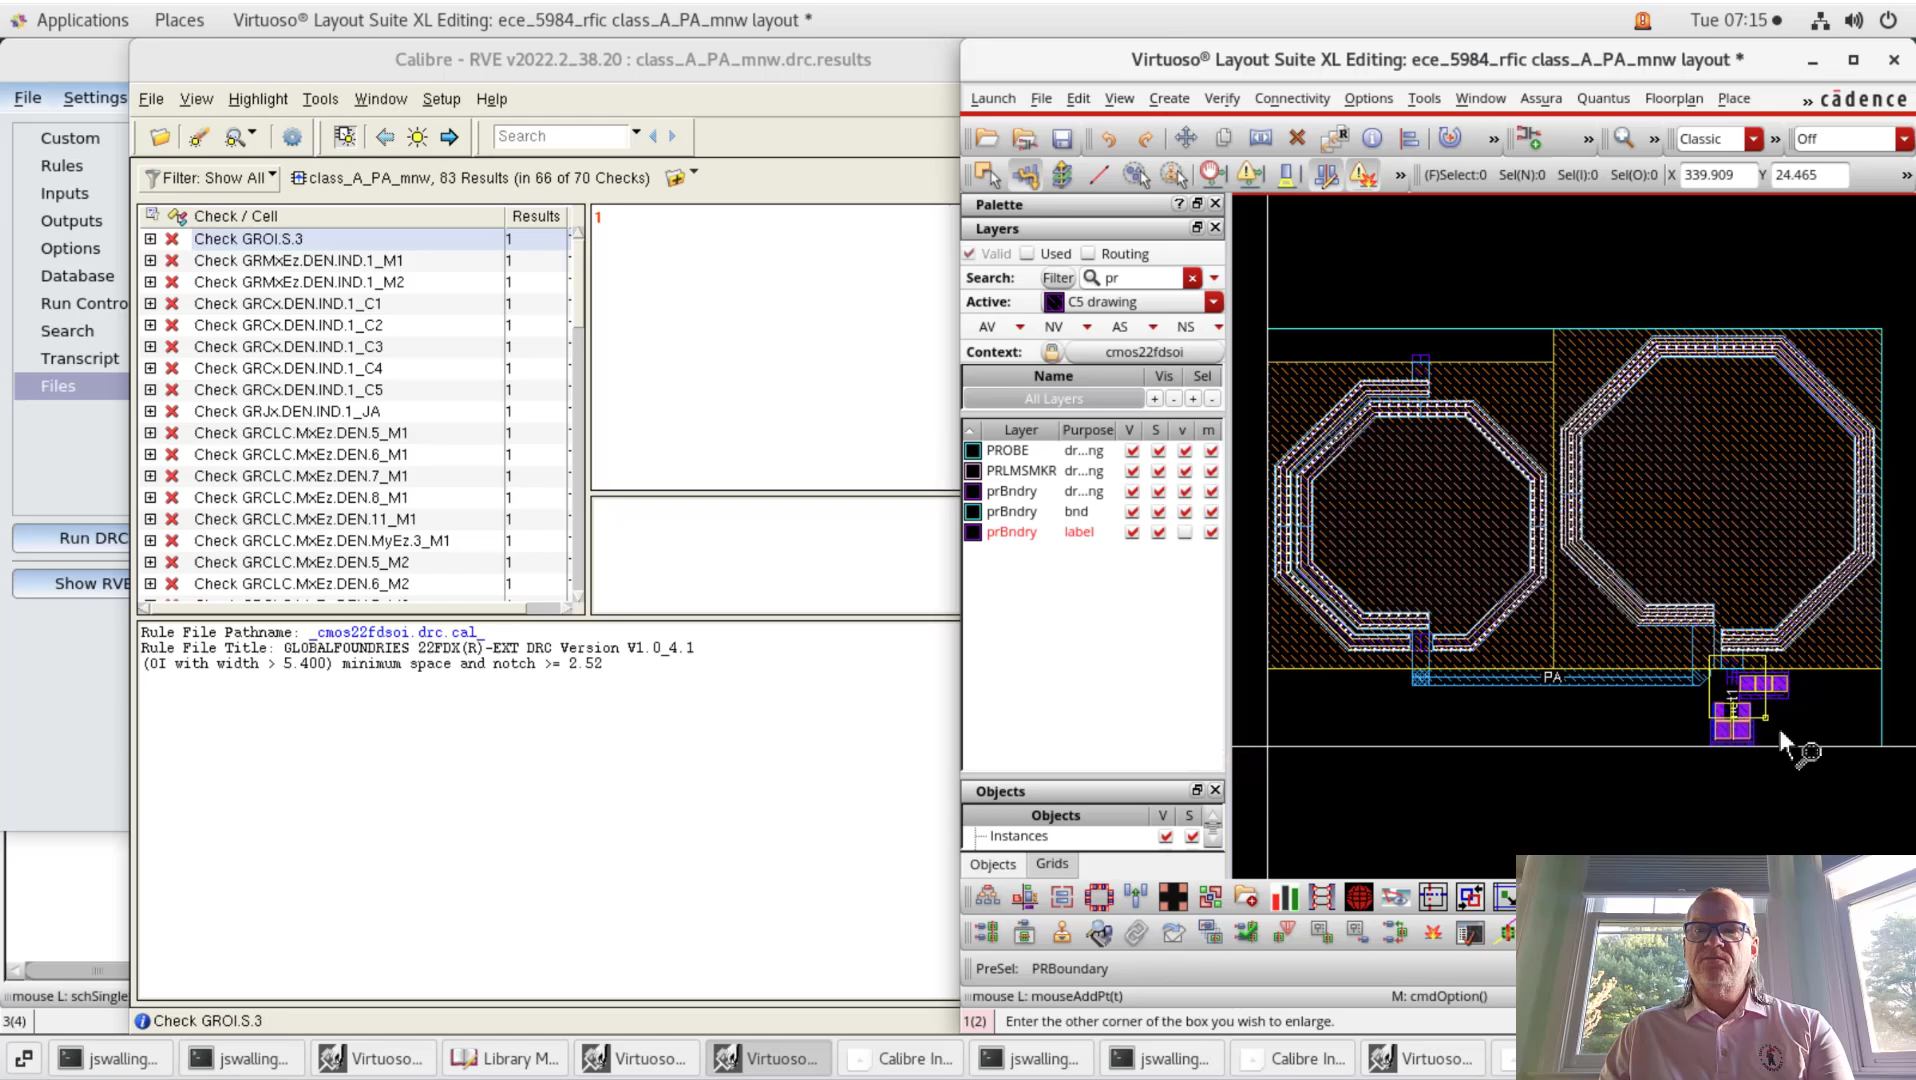 Applications Places Virtuoso® Layout Suite XL Editing: ece_5984_rfic class_A_PA_mnw layout * Tue 07:15
Calibre - RVE v2022.2_38.20 : class_A_PA_mnw.drc.results
Virtuoso® Layout Suite XL Editing: ece_5984_rfic class_A_PA_mnw layout *
File Settings
File View Highlight Tools Window Setup Help
Launch File Edit View Create Verify Connectivity Options Tools Window Assura Quantus Floorplan Place » cādence
Custom
Rules
Inputs
Outputs
Options
Database
Run Contro
Search
Transcript
Files
Run DRC
Show RVE
Search
Filter: Show All
class_A_PA_mnw, 83 Results (in 66 of 70 Checks)
Check / Cell Results
Check GROI.S.3 1
Check GRMxEz.DEN.IND.1_M1 1
Check GRMxEz.DEN.IND.1_M2 1
Check GRCx.DEN.IND.1_C1 1
Check GRCx.DEN.IND.1_C2 1
Check GRCx.DEN.IND.1_C3 1
Check GRCx.DEN.IND.1_C4 1
Check GRCx.DEN.IND.1_C5 1
Check GRJx.DEN.IND.1_JA 1
Check GRCLC.MxEz.DEN.5_M1 1
Check GRCLC.MxEz.DEN.6_M1 1
Check GRCLC.MxEz.DEN.7_M1 1
Check GRCLC.MxEz.DEN.8_M1 1
Check GRCLC.MxEz.DEN.11_M1 1
Check GRCLC.MxEz.DEN.MyEz.3_M1 1
Check GRCLC.MxEz.DEN.5_M2 1
Check GRCLC.MxEz.DEN.6_M2 1
1
Rule File Pathname: _cmos22fdsoi.drc.cal_
Rule File Title: GLOBALFOUNDRIES 22FDX(R)-EXT DRC Version V1.0_4.1
(OI with width > 5.400) minimum space and notch >= 2.52
Check GROI.S.3
Classic
Off
(F)Select:0 Sel(N):0 Sel(I):0 Sel(O):0 X 339.909 Y 24.465
Palette
Layers
Valid Used Routing
Search: Filter pr
Active: C5 drawing
AV NV AS NS
Context: cmos22fdsoi
Name Vis Sel
All Layers + - + -
Layer Purpose V S v m
PROBE dr...ng
PRLMSMKR dr...ng
prBndry dr...ng
prBndry bnd
prBndry label
Objects
Objects V S
Instances
Objects Grids
PA
PreSel: PRBoundary
mouse L: schSingle
mouse L: mouseAddPt(t) M: cmdOption()
3(4)
1(2) Enter the other corner of the box you wish to enlarge.
jswalling... jswalling... Virtuoso... Library M... Virtuoso... Virtuoso... Calibre In... jswalling... jswalling... Calibre In... Virtuoso...